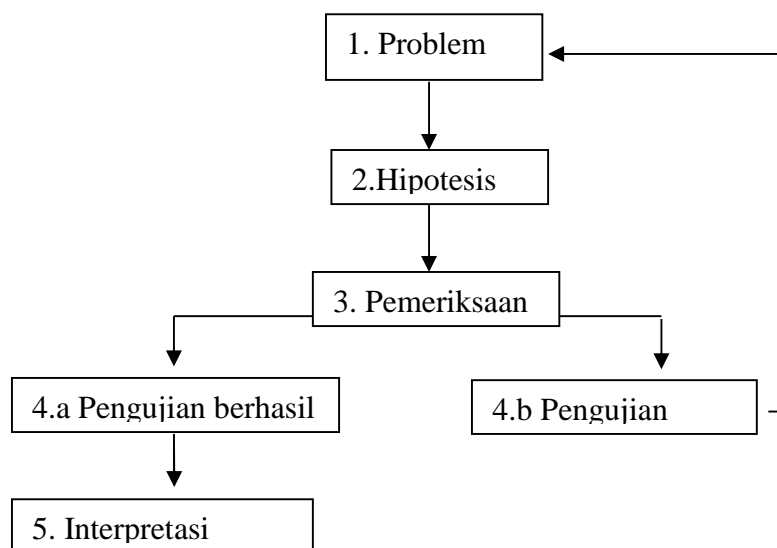 1. Problem
2.Hipotesis
3. Pemeriksaan
4.a Pengujian berhasil
4.b Pengujian
5. Interpretasi